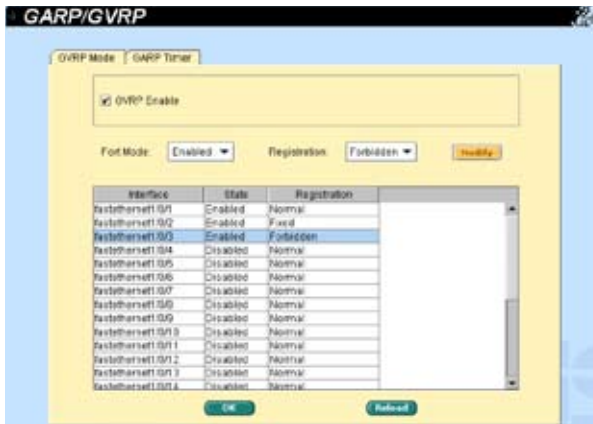 GARP/GVRP
GVRP Mode GARP Timer
GVRP Enable
Port Mode: Enabled Registration: Forbidden Modify
Interface State Registration
fastethernet1/0/1 Enabled Normal
fastethernet1/0/2 Enabled Fixed
fastethernet1/0/3 Enabled Forbidden
fastethernet1/0/4 Disabled Normal
fastethernet1/0/5 Disabled Normal
fastethernet1/0/6 Disabled Normal
fastethernet1/0/7 Disabled Normal
fastethernet1/0/8 Disabled Normal
fastethernet1/0/9 Disabled Normal
fastethernet1/0/10 Disabled Normal
fastethernet1/0/11 Disabled Normal
fastethernet1/0/12 Disabled Normal
fastethernet1/0/13 Disabled Normal
fastethernet1/0/14 Disabled Normal
OK Reload